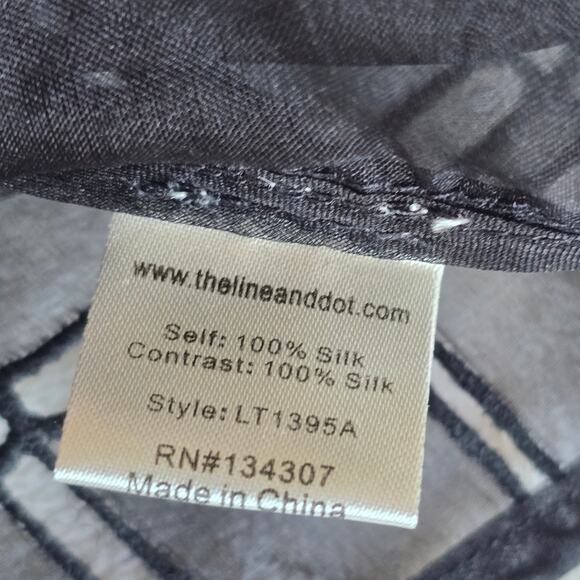 www.thelineanddot.com
Self: 100% Silk
Contrast: 100% Silk
Style: LT1395A
RN#134307
Made in China